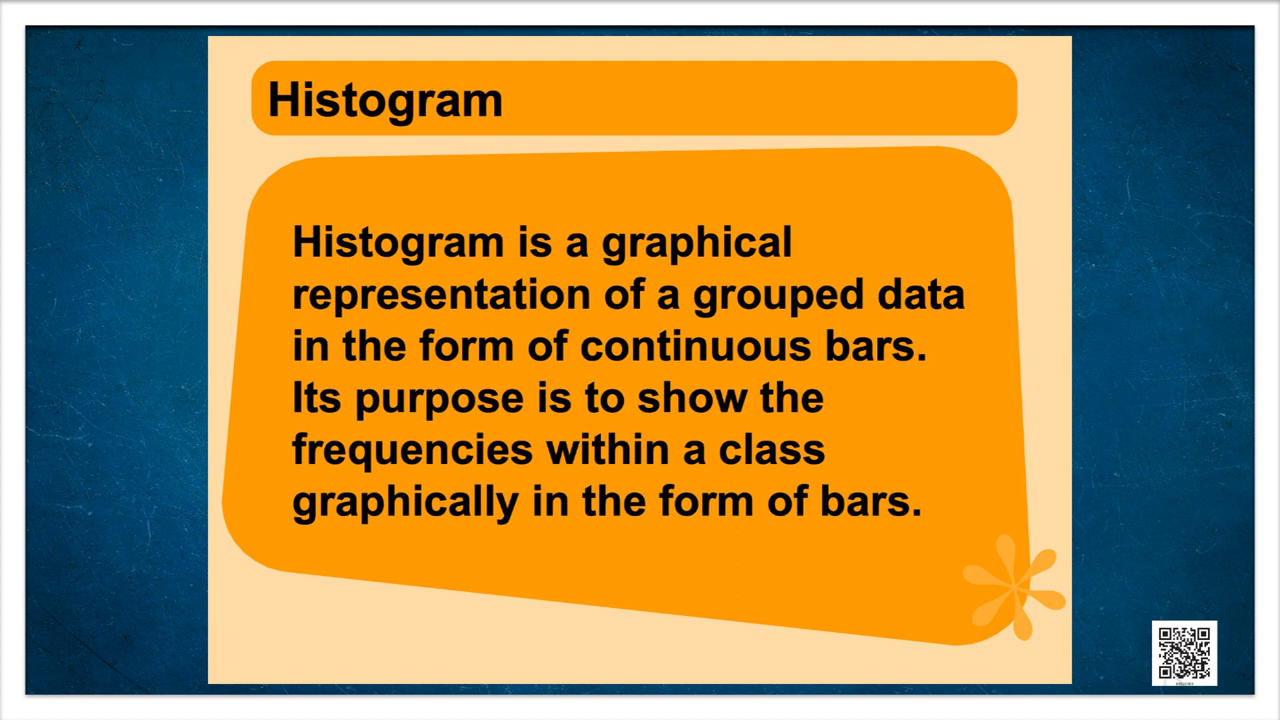 Histogram
Histogram is a graphical
representation of a grouped data
in the form of continuous bars.
Its purpose is to show the
frequencies within a class
graphically in the form of bars.